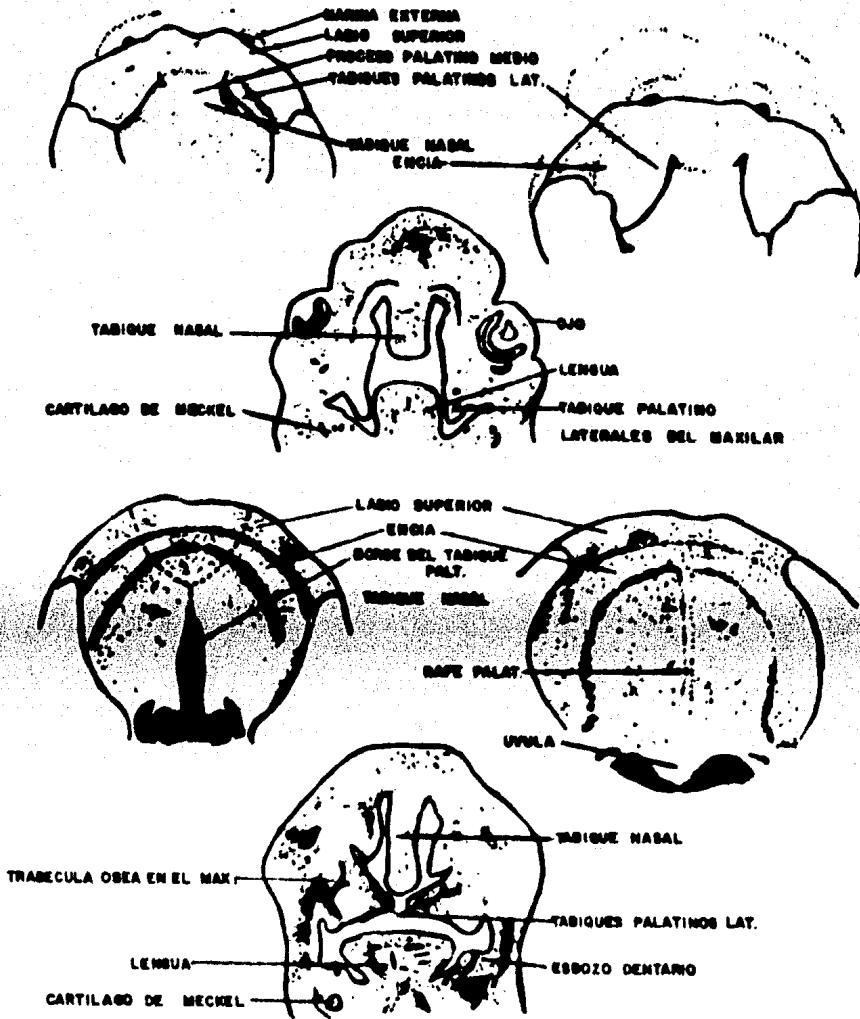 NARINA EXTERNA
LABIO SUPERIOR
PROCESO PALATINO MEDIO
TABIQUES PALATINOS LAT.
TABIQUE NASAL
ENCIA
TABIQUE NASAL
OJO
LENGUA
CARTILAGO DE MECKEL
TABIQUE PALATINO
LATERALES DEL MAXILAR
LABIO SUPERIOR
ENCIA
BORDE DEL TABIQUE
PALT.
TABIQUE NASAL
RAFE PALAT.
UVULA
TABIQUE NASAL
TRABECULA OSEA EN EL MAX.
TABIQUES PALATINOS LAT.
LENGUA
ESBOZO DENTARIO
CARTILAGO DE MECKEL